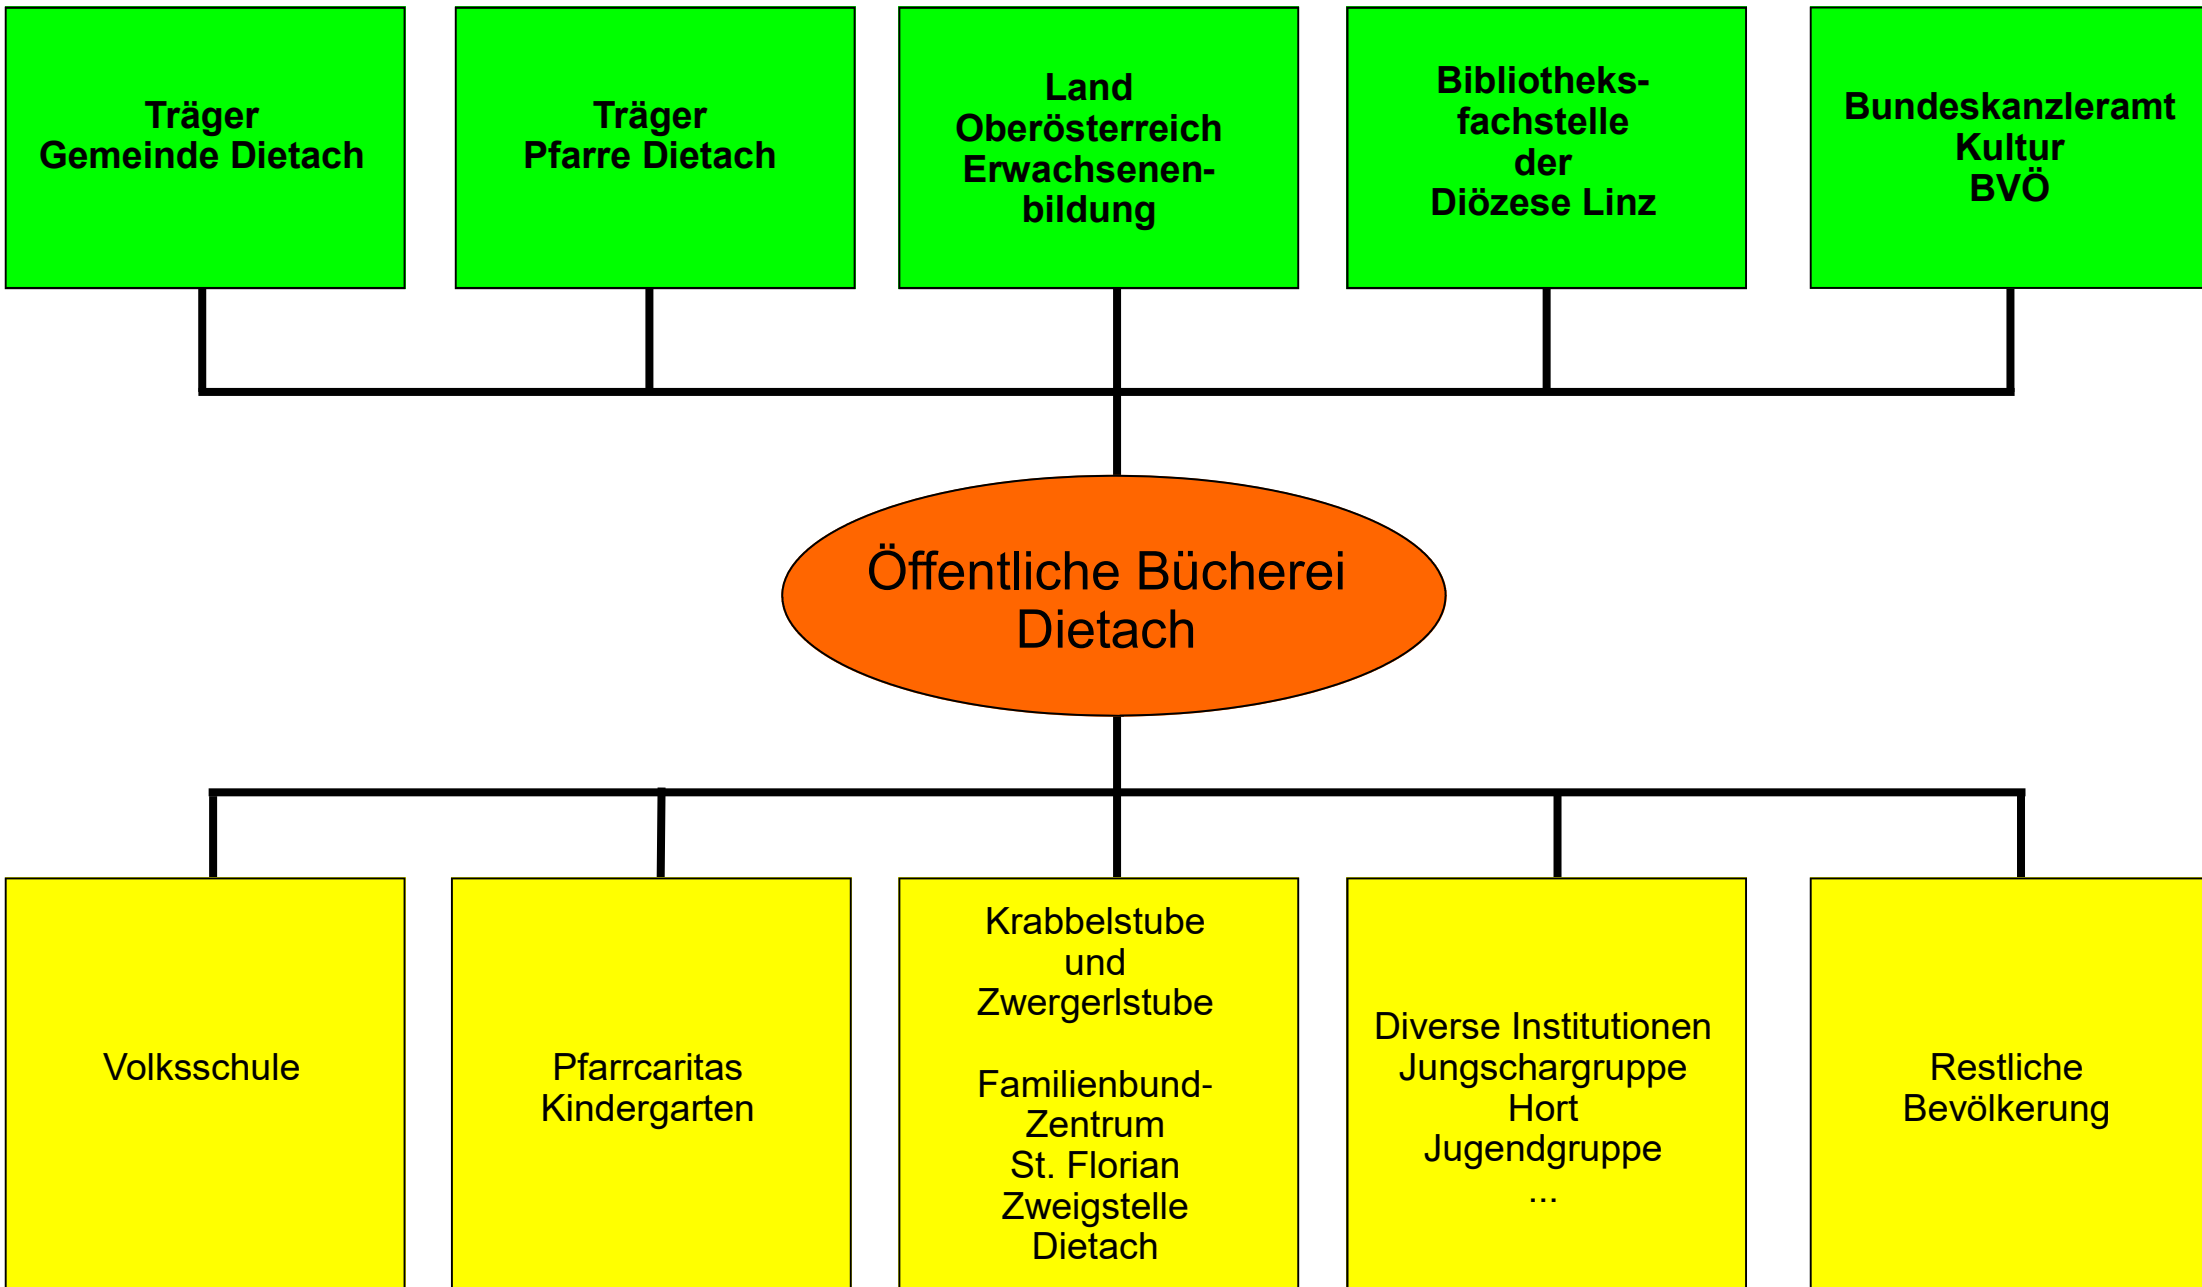 Träger
Gemeinde Dietach
Träger
Pfarre Dietach
Land
Oberösterreich
Erwachsenen-
bildung
Bibliotheks-
fachstelle
der
Diözese Linz
Bundeskanzleramt
Kultur
BVÖ
Öffentliche Bücherei
Dietach
Volksschule
Pfarrcaritas
Kindergarten
Krabbelstube
und
Zwergerlstube
Familienbund-
Zentrum
St. Florian
Zweigstelle
Dietach
Diverse Institutionen
Jungschargruppe
Hort
Jugendgruppe
...
Restliche
Bevölkerung